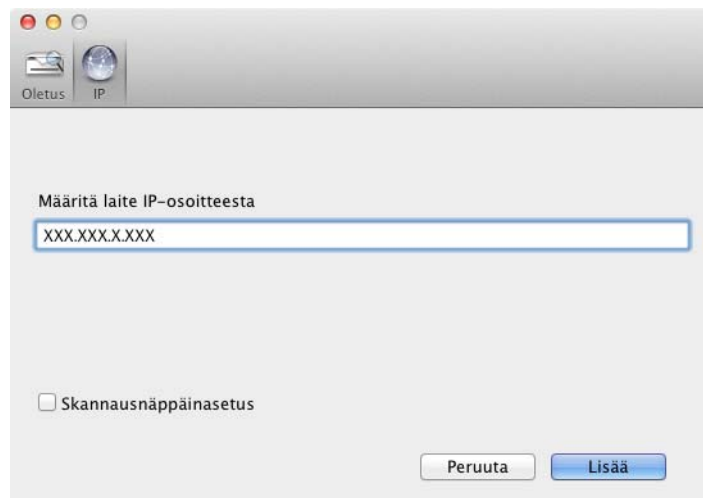 Oletus IP
Määritä laite IP-osoitteesta
XXX.XXX.X.XXX
Skannausnäppäinasetus
Peruuta Lisää